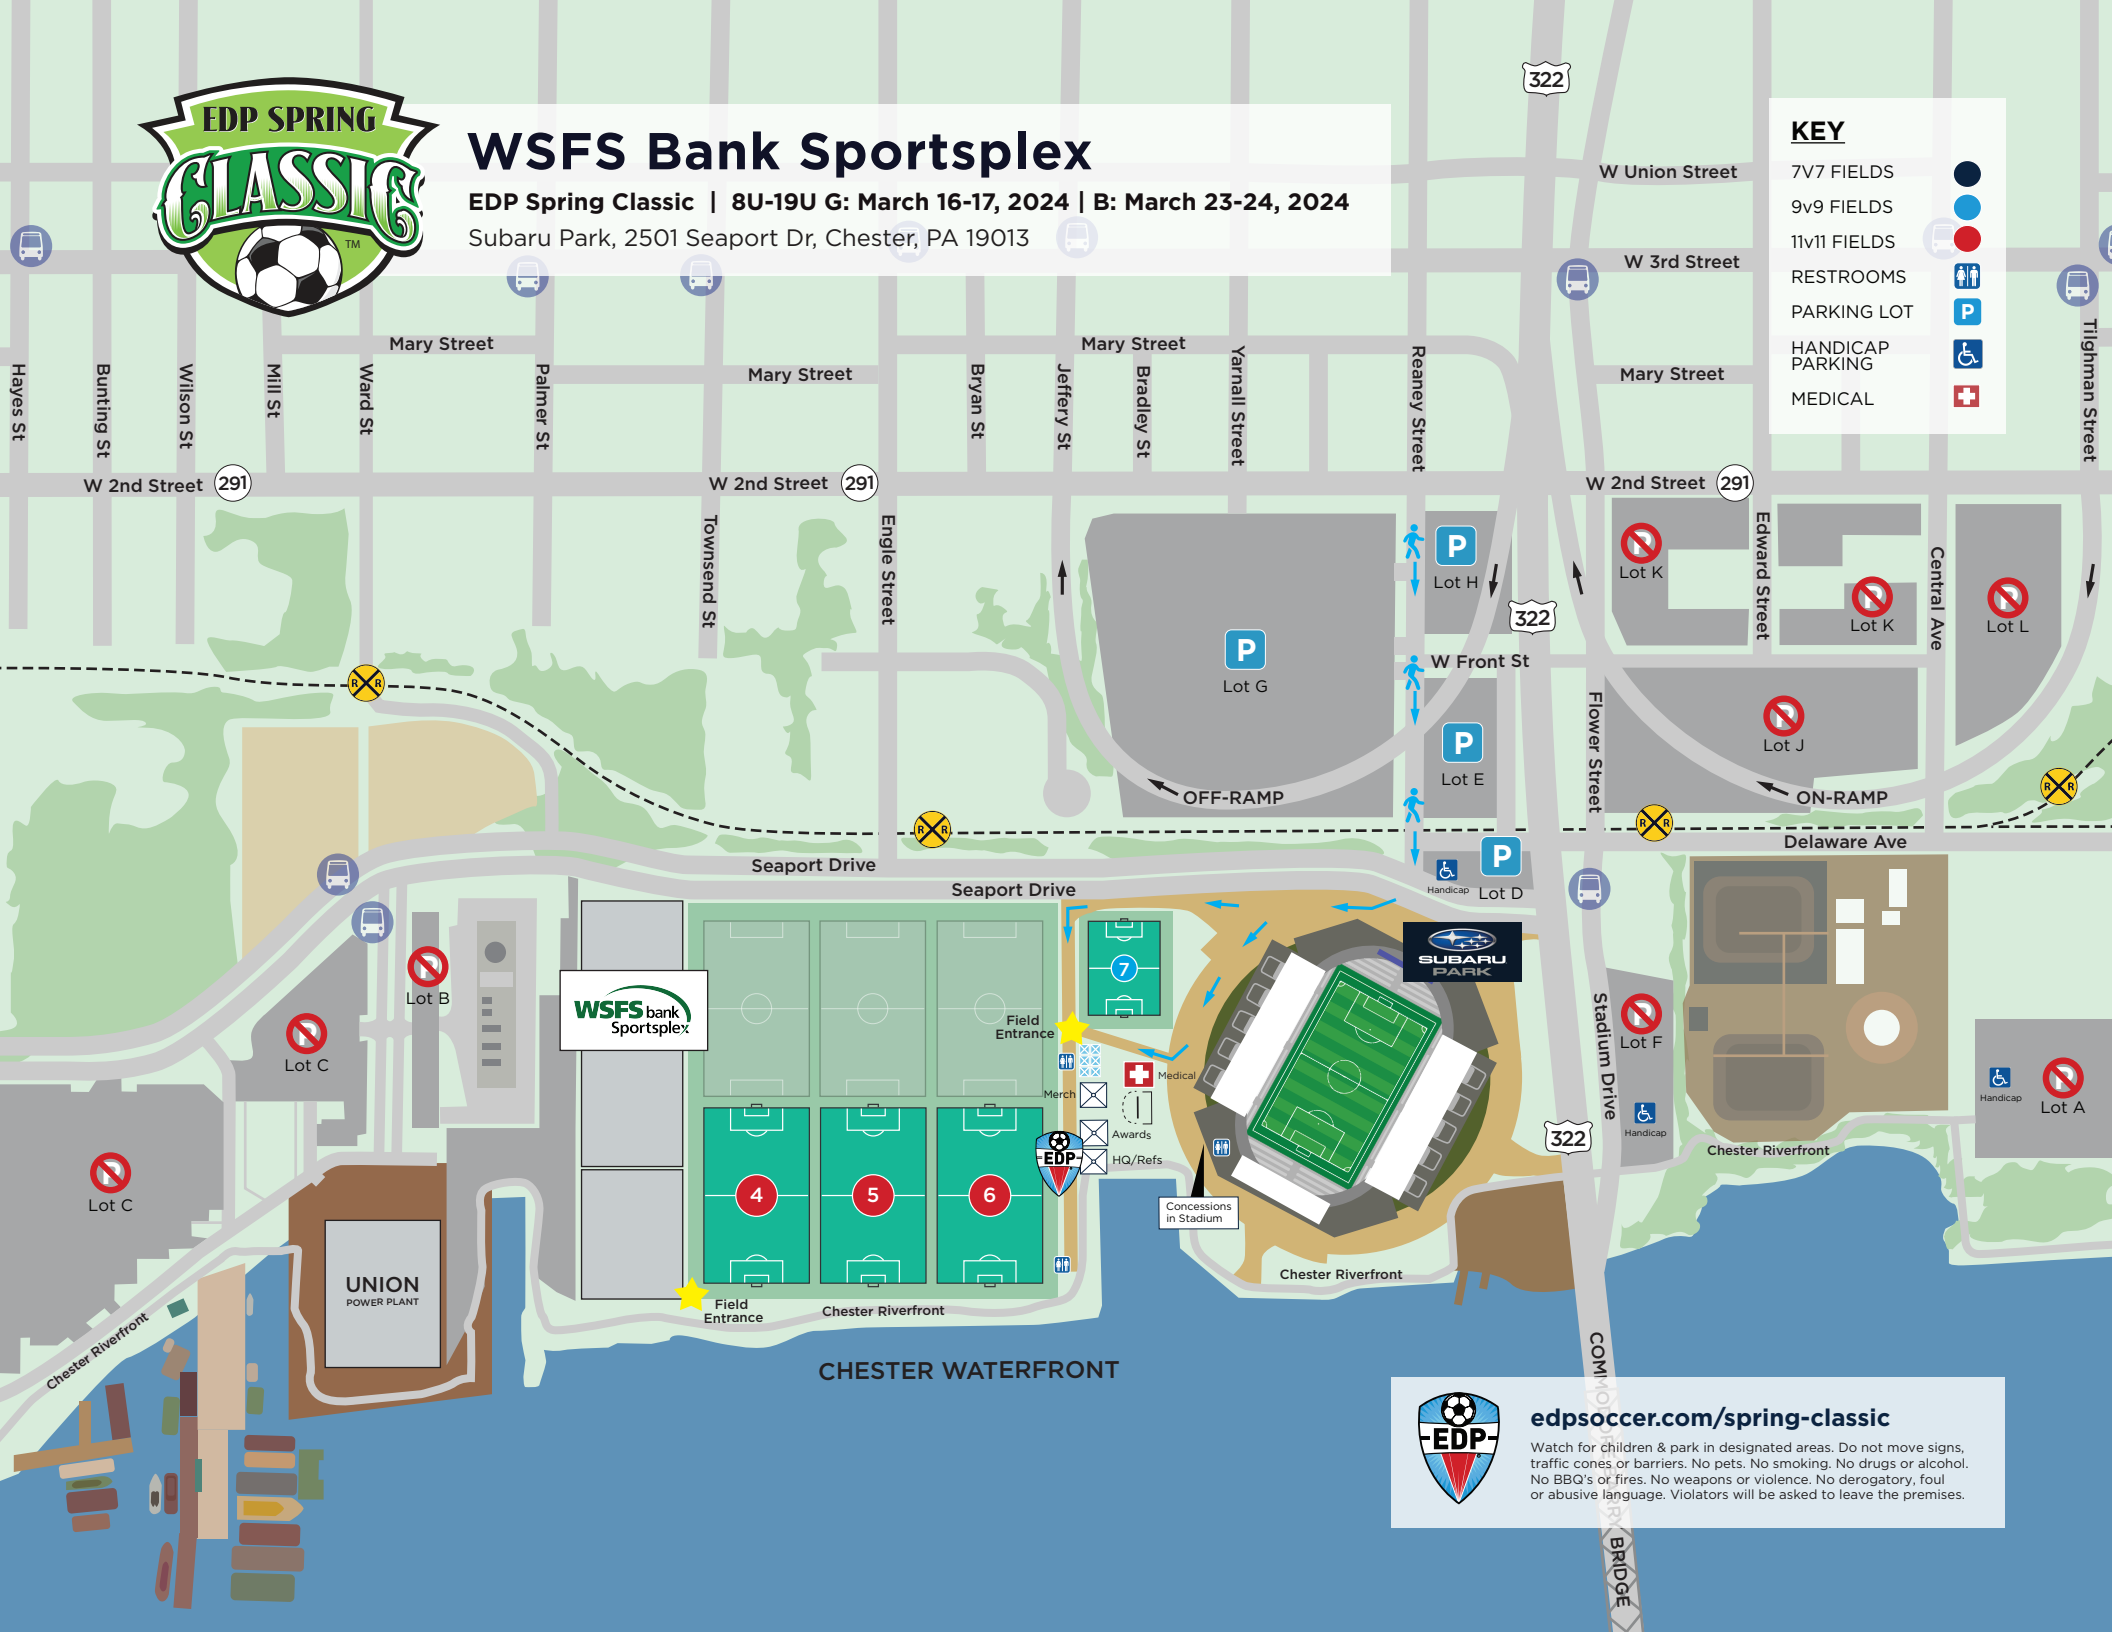 EDP SPRING
CLASSIC
TM
WSFS Bank Sportsplex
EDP Spring Classic | 8U-19U G: March 16-17, 2024 | B: March 23-24, 2024
Subaru Park, 2501 Seaport Dr, Chester, PA 19013
322
KEY
7V7 FIELDS
9v9 FIELDS
11v11 FIELDS
RESTROOMS
PARKING LOT
P
HANDICAP
PARKING
MEDICAL
W Union Street
W 3rd Street
Mary Street
Mary Street
Mary Street
Mary Street
Hayes St
Bunting St
Wilson St
Mill St
Ward St
Palmer St
Bryan St
Jeffery St
Bradley St
Yarnall Street
Reaney Street
Tilghman Street
W 2nd Street
291
W 2nd Street
291
W 2nd Street
291
Townsend St
Engle Street
Edward Street
Central Ave
P
Lot H
Lot K
Lot K
Lot L
322
P
Lot G
W Front St
R R
Flower Street
Lot J
P
Lot E
OFF-RAMP
ON-RAMP
R R
R R
R R
Delaware Ave
Seaport Drive
Seaport Drive
Handicap
P
Lot D
SUBARU
PARK
WSFS bank
Sportsplex
7
Field
Entrance
Lot B
Lot C
Lot C
Stadium Drive
Lot F
Handicap
Handicap
Lot A
Medical
Merch
Awards
HQ/Refs
EDP
322
Chester Riverfront
4
5
6
Concessions
in Stadium
Chester Riverfront
Field
Entrance
Chester Riverfront
UNION
POWER PLANT
Chester Riverfront
CHESTER WATERFRONT
COMMODORE BARRY BRIDGE
EDP
edpsoccer.com/spring-classic
Watch for children & park in designated areas. Do not move signs,
traffic cones or barriers. No pets. No smoking. No drugs or alcohol.
No BBQ's or fires. No weapons or violence. No derogatory, foul
or abusive language. Violators will be asked to leave the premises.